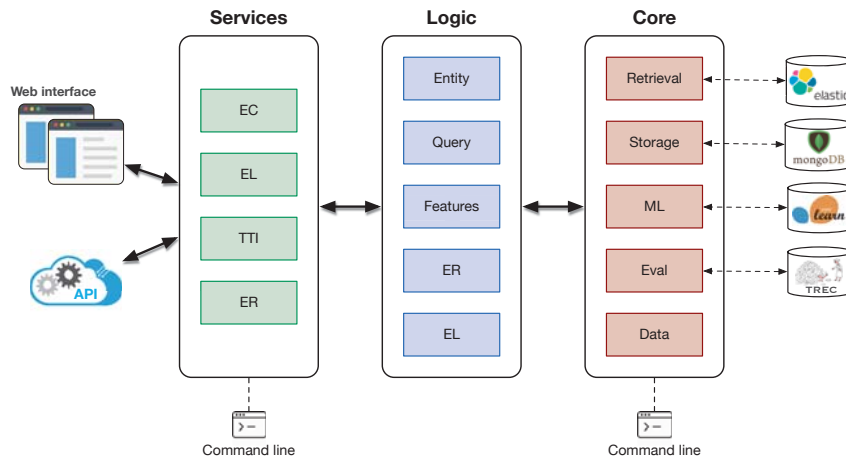 Services
Logic
Core
Web interface
API
EC
EL
TTI
ER
Entity
Query
Features
ER
EL
Retrieval
Storage
ML
Eval
Data
elastic
mongoDB
learn
TREC
Command line
Command line